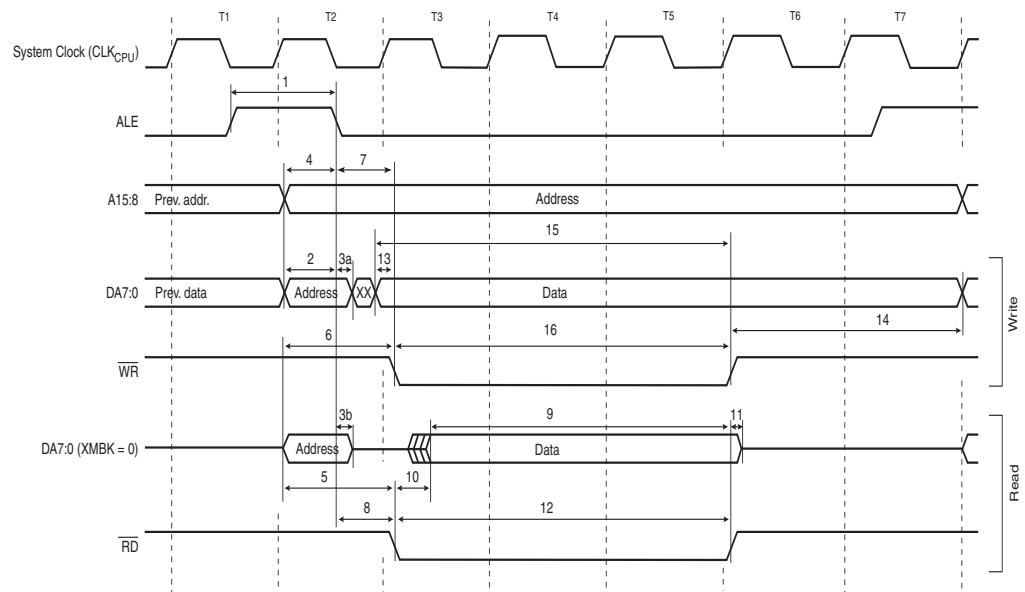 T1 T2 T3 T4 T5 T6 T7
System Clock (CLKCPU)
1
ALE
4 7
A15:8 Prev. addr. Address
15
2 3a 13
DA7:0 Prev. data Address XX Data
14
6 16
WR
Write
3b 9 11
DA7:0 (XMBK = 0) Address Data
5 10
8 12
RD
Read